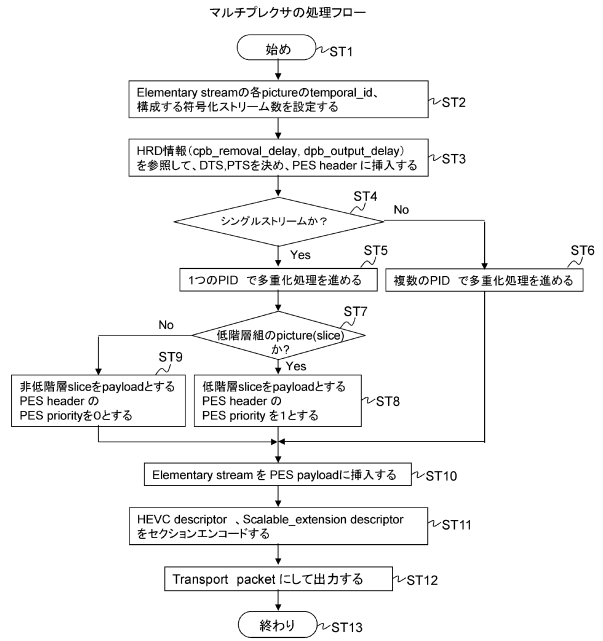 マルチプレクサの処理フロー
始め
ST1
Elementary streamの各pictureのtemporal_id、
構成する符号化ストリーム数を設定する
ST2
HRD情報(cpb_removal_delay, dpb_output_delay)
を参照して、DTS,PTSを決め、PES header に挿入する
ST3
ST4
シングルストリームか？
No
Yes
ST5
1つのPID で多重化処理を進める
ST6
複数のPID で多重化処理を進める
ST7
低階層組のpicture(slice)
か？
No
Yes
ST9
非低階層sliceをpayloadとする
PES header の
PES priorityを0とする
低階層sliceをpayloadとする
PES header の
PES priority を1とする
ST8
Elementary stream を PES payloadに挿入する
ST10
HEVC descriptor 、Scalable_extension descriptor
をセクションエンコードする
ST11
Transport packet にして出力する
ST12
終わり
ST13